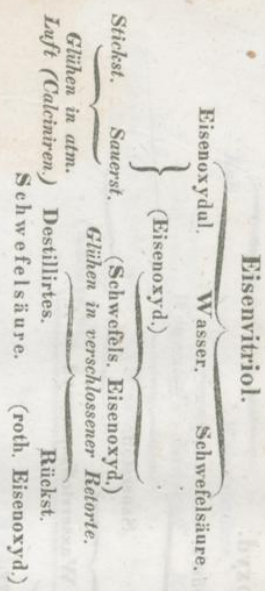 Eisenvitriol.
Eisenoxydul. Wasser. Schwefelsäure.
(Eisenoxyd.)
Stickst. Sauerst. (Schwefels. Eisenoxyd.)
Glühen in atm. Glühen in verschlossener Retorte.
Luft (Calciniren.) Destillirtes. Rückst.
Schwefelsäure. (roth. Eisenoxyd.)